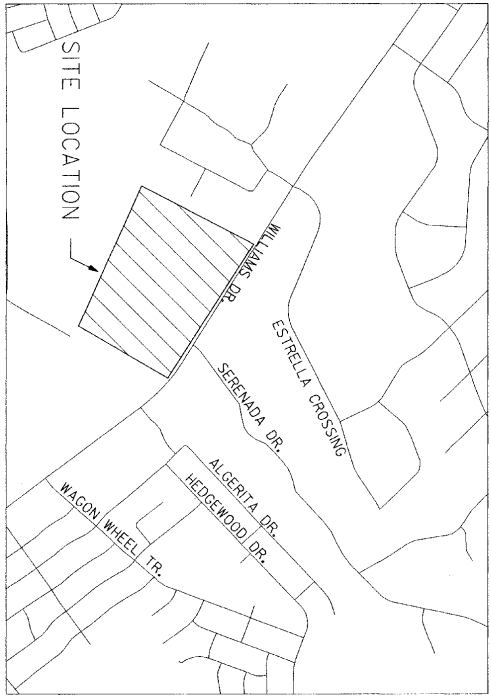 SITE LOCATION
WILLIAMS DR.
ESTRELLA CROSSING
SERENADA DR.
ALGERITA DR.
HEDGEWOOD DR.
WAGON WHEEL TR.